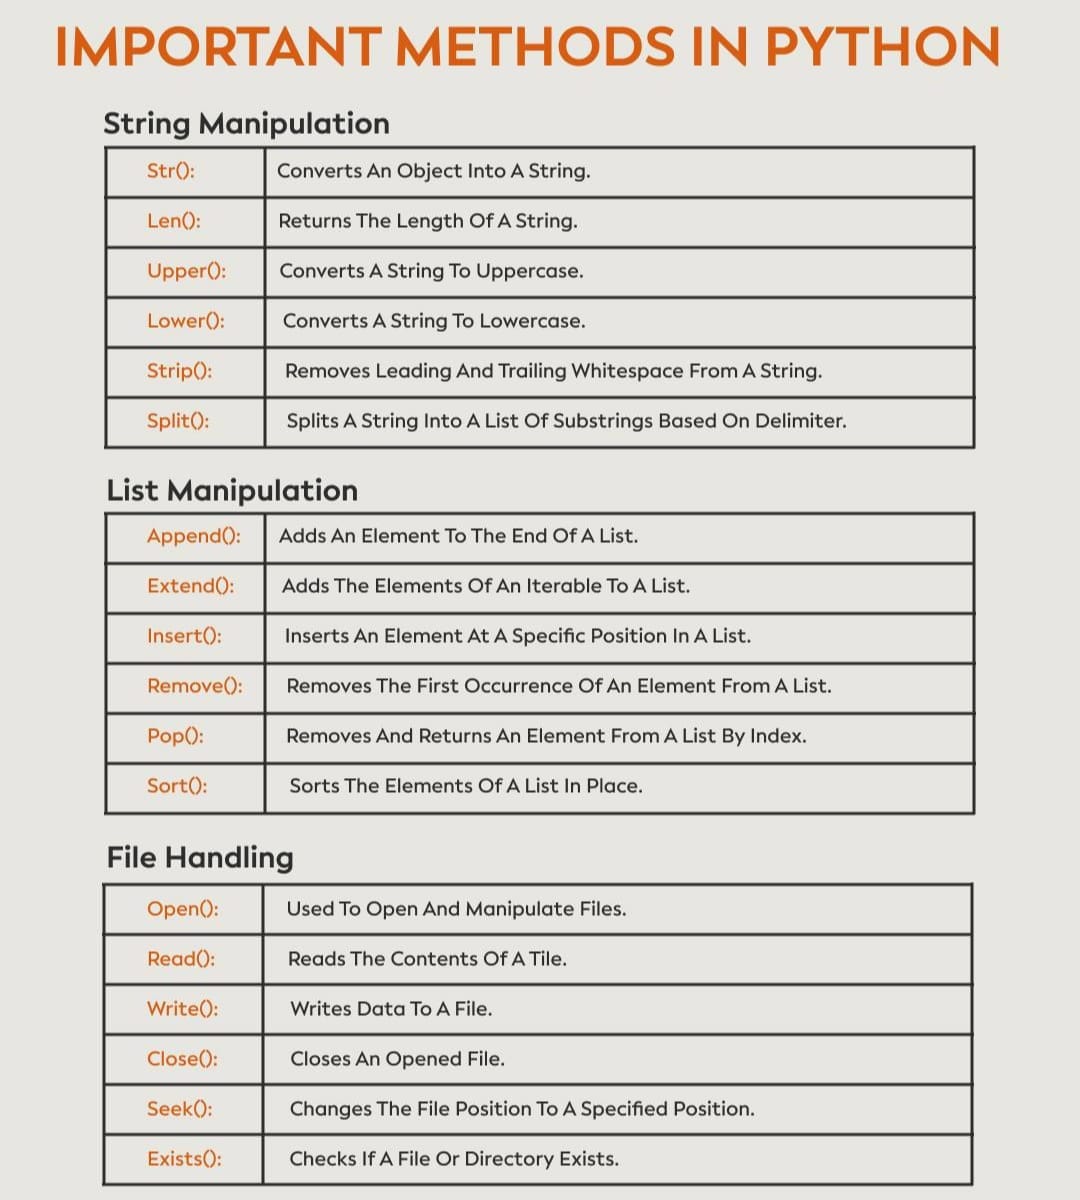 IMPORTANT METHODS IN PYTHON
String Manipulation
Str(): Converts An Object Into A String.
Len(): Returns The Length Of A String.
Upper(): Converts A String To Uppercase.
Lower(): Converts A String To Lowercase.
Strip(): Removes Leading And Trailing Whitespace From A String.
Split(): Splits A String Into A List Of Substrings Based On Delimiter.
List Manipulation
Append(): Adds An Element To The End Of A List.
Extend(): Adds The Elements Of An Iterable To A List.
Insert(): Inserts An Element At A Specific Position In A List.
Remove(): Removes The First Occurrence Of An Element From A List.
Pop(): Removes And Returns An Element From A List By Index.
Sort(): Sorts The Elements Of A List In Place.
File Handling
Open(): Used To Open And Manipulate Files.
Read(): Reads The Contents Of A Tile.
Write(): Writes Data To A File.
Close(): Closes An Opened File.
Seek(): Changes The File Position To A Specified Position.
Exists(): Checks If A File Or Directory Exists.